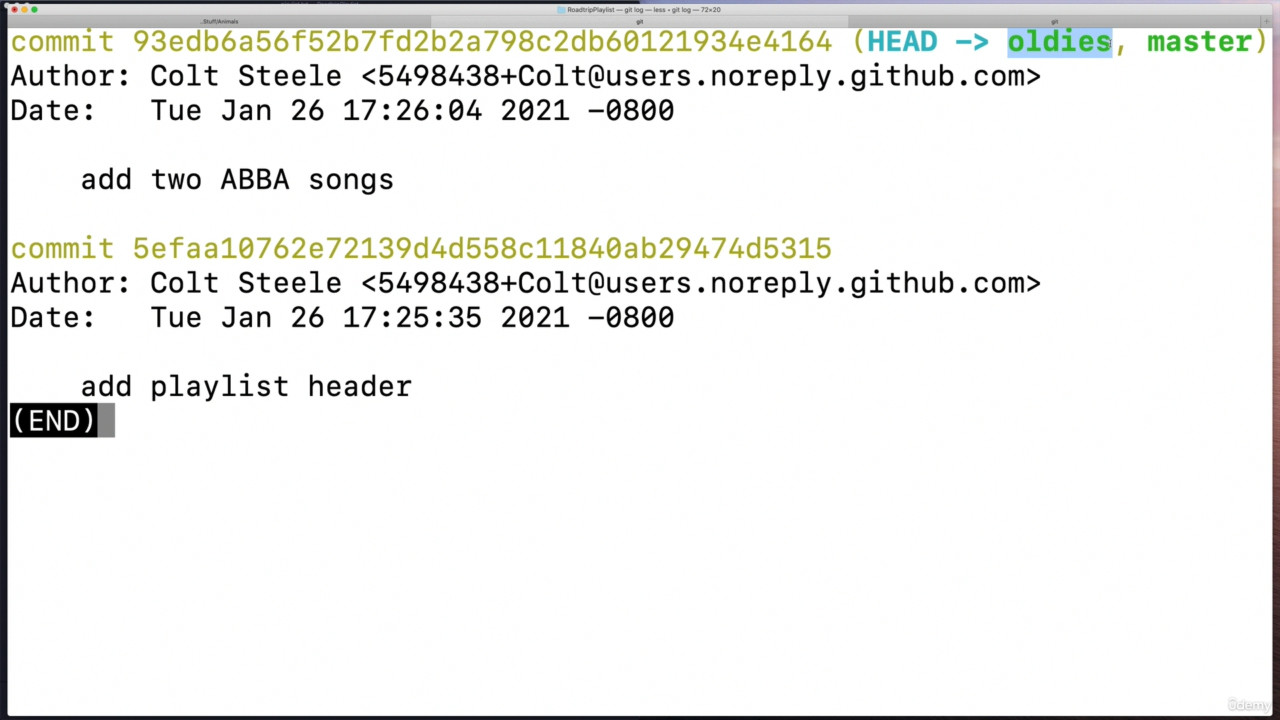 RoadtripPlaylist — git log — less ◂ git log — 72×20
..Stuff/Animals
git
git
commit 93edb6a56f52b7fd2b2a798c2db60121934e4164 (HEAD -> oldies, master)
Author: Colt Steele <5498438+Colt@users.noreply.github.com>
Date:   Tue Jan 26 17:26:04 2021 -0800
add two ABBA songs
commit 5efaa10762e72139d4d558c11840ab29474d5315
Author: Colt Steele <5498438+Colt@users.noreply.github.com>
Date:   Tue Jan 26 17:25:35 2021 -0800
add playlist header
(END)
ûdemy